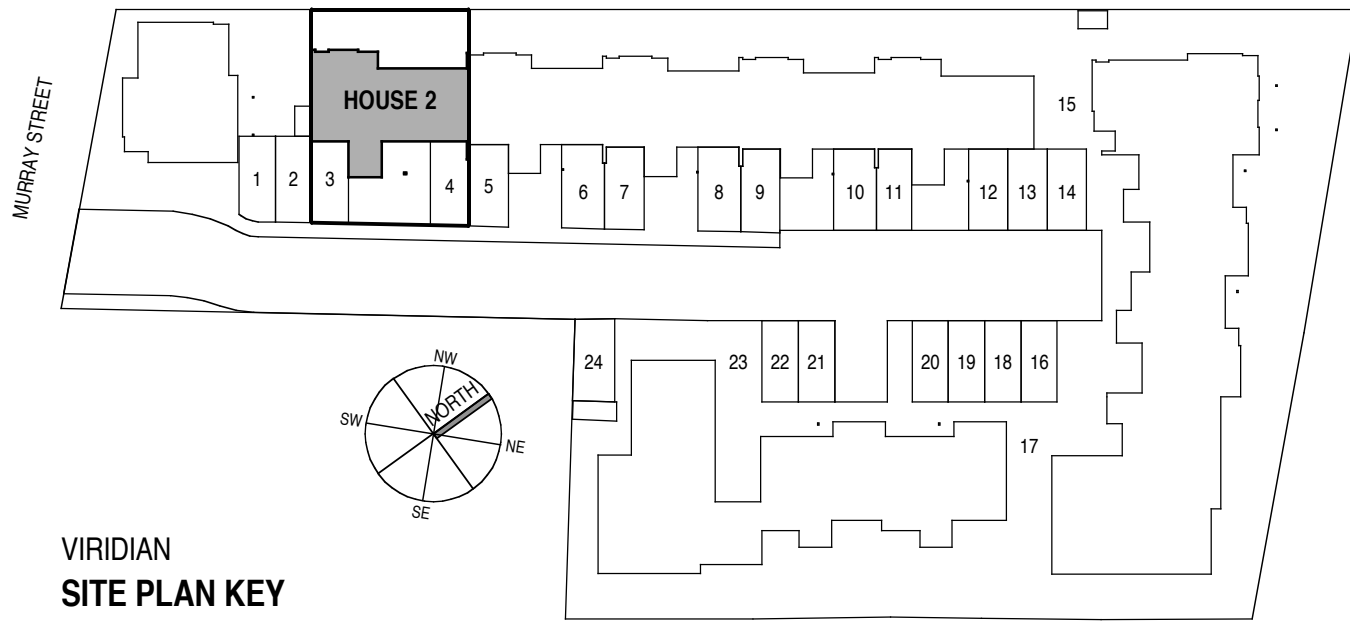 MURRAY STREET
HOUSE 2
15
1 2 3 4 5 6 7 8 9 10 11 12 13 14
24 23 22 21 20 19 18 16
17
NW
NORTH
SW
NE
SE
VIRIDIAN
SITE PLAN KEY